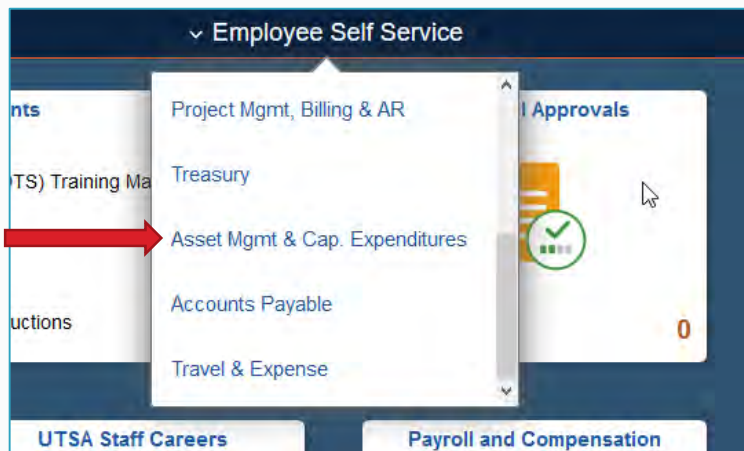 Employee Self Service
nts
Project Mgmt, Billing & AR
l Approvals
OTS) Training Ma
Treasury
Asset Mgmt & Cap. Expenditures
Accounts Payable
uctions
0
Travel & Expense
UTSA Staff Careers
Payroll and Compensation